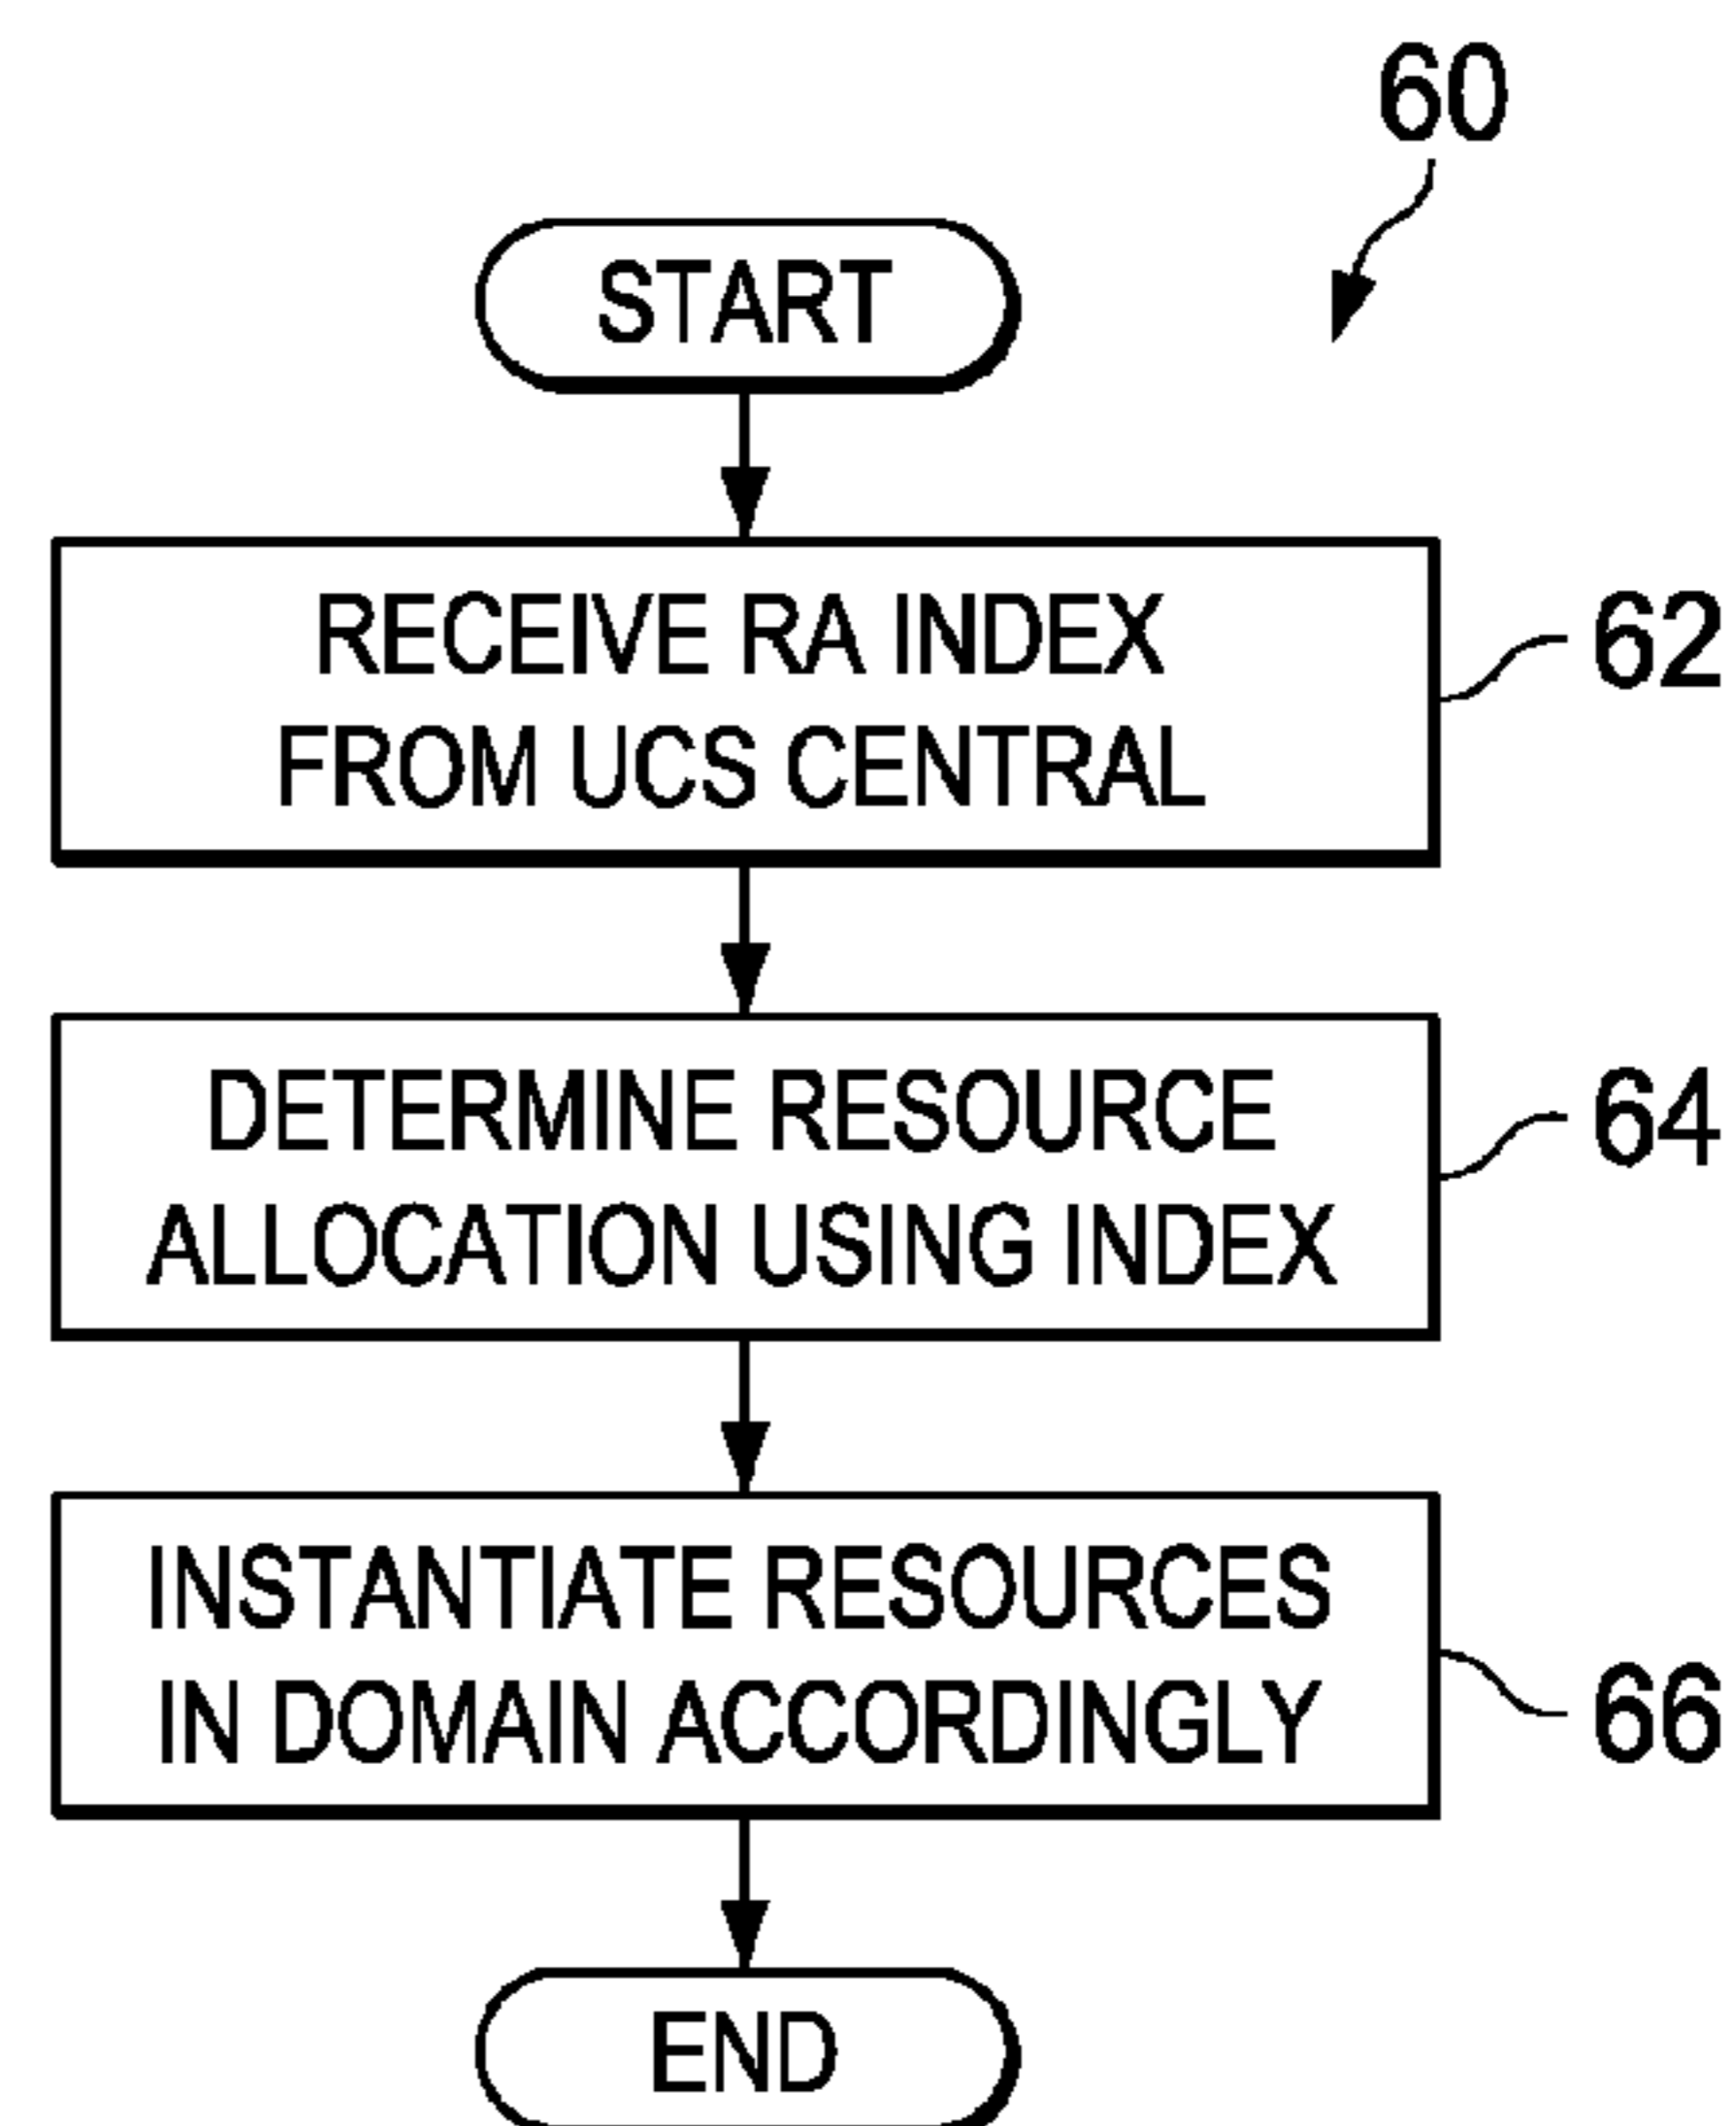 60
START
RECEIVE RA INDEX
FROM UCS CENTRAL
62
DETERMINE RESOURCE
ALLOCATION USING INDEX
64
INSTANTIATE RESOURCES
IN DOMAIN ACCORDINGLY
66
END